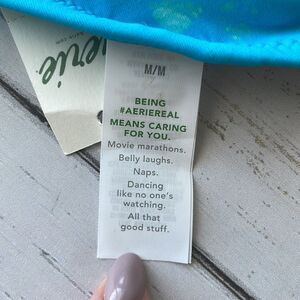 aerie
M/M
BEING
#AERIEREAL
MEANS CARING
FOR YOU.
Movie marathons.
Belly laughs.
Naps.
Dancing
like no one's
watching.
All that
good stuff.